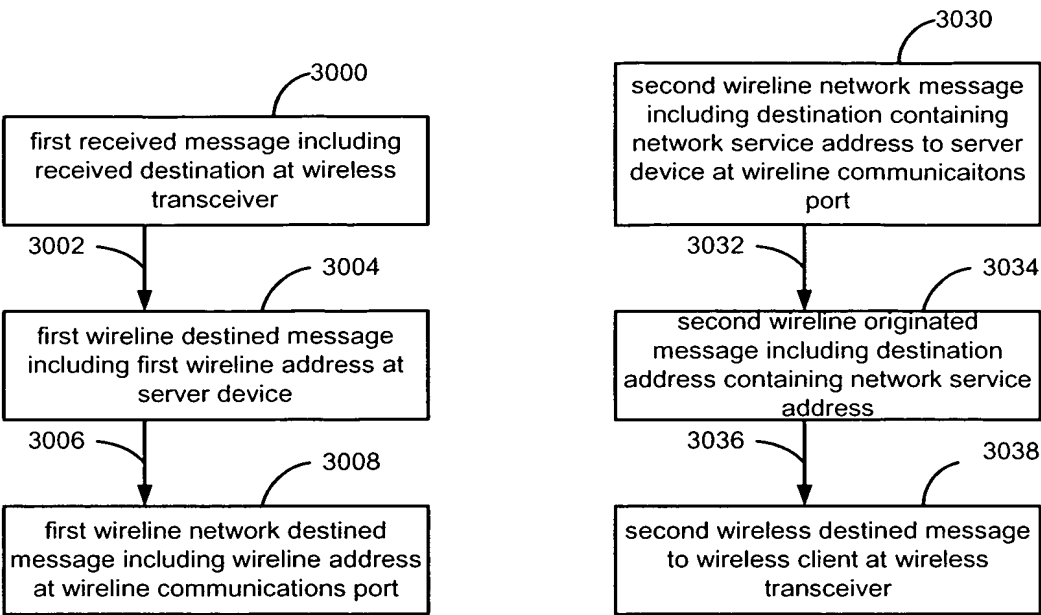 3000
first received message including
received destination at wireless
transceiver
3002
3004
first wireline destined message
including first wireline address at
server device
3006
3008
first wireline network destined
message including wireline address
at wireline communications port
3030
second wireline network message
including destination containing
network service address to server
device at wireline communicaitons
port
3032
3034
second wireline originated
message including destination
address containing network service
address
3036
3038
second wireless destined message
to wireless client at wireless
transceiver